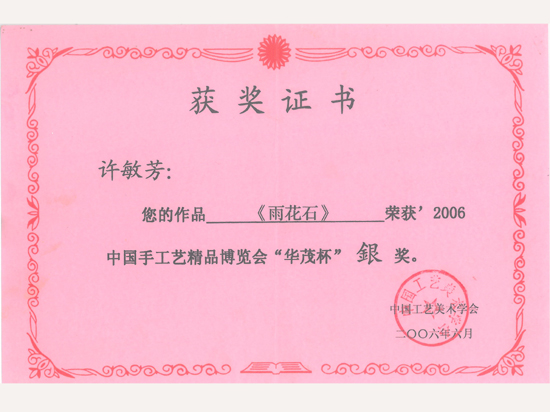 获奖证书
许敏芳:
您的作品《雨花石》荣获’2006
中国手工艺精品博览会“华茂杯”銀奖。
中国工艺美术学会
二〇〇六年六月